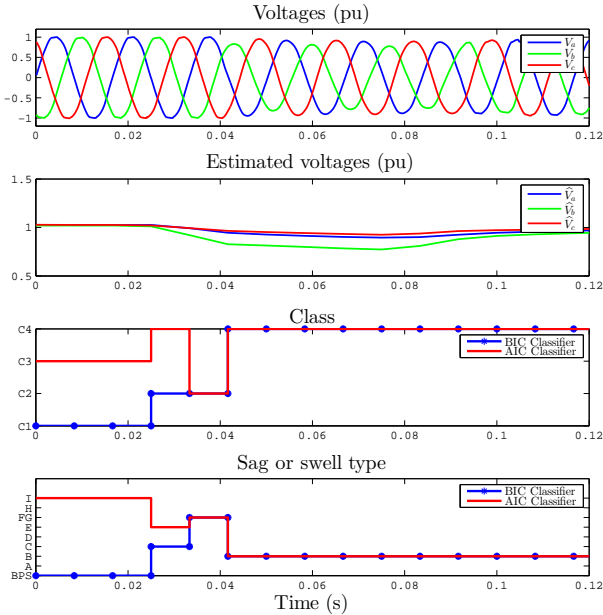 Voltages (pu)
1
0.5
0
−0.5
−1
V_a
V_b
V_c
0 0.02 0.04 0.06 0.08 0.1 0.12
Estimated voltages (pu)
1.5
1
0.5
V̂_a
V̂_b
V̂_c
0 0.02 0.04 0.06 0.08 0.1 0.12
Class
C4
C3
C2
C1
BIC Classifier
AIC Classifier
0 0.02 0.04 0.06 0.08 0.1 0.12
Sag or swell type
I
H
FG
E
D
C
B
A
BPS
BIC Classifier
AIC Classifier
0 0.02 0.04 0.06 0.08 0.1 0.12
Time (s)